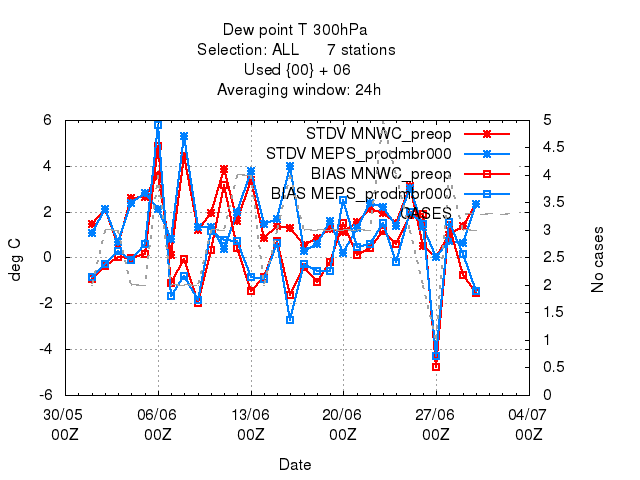 Dew point T 300hPa
Selection: ALL 7 stations
Used {00} + 06
Averaging window: 24h
STDV MNWC_preop
STDV MEPS_prodmbr000
BIAS MNWC_preop
BIAS MEPS_prodmbr000
CASES
deg C
6
4
2
0
-2
-4
-6
No cases
5
4.5
4
3.5
3
2.5
2
1.5
1
0.5
0
30/05 06/06 13/06 20/06 27/06 04/07
00Z 00Z 00Z 00Z 00Z 00Z
Date